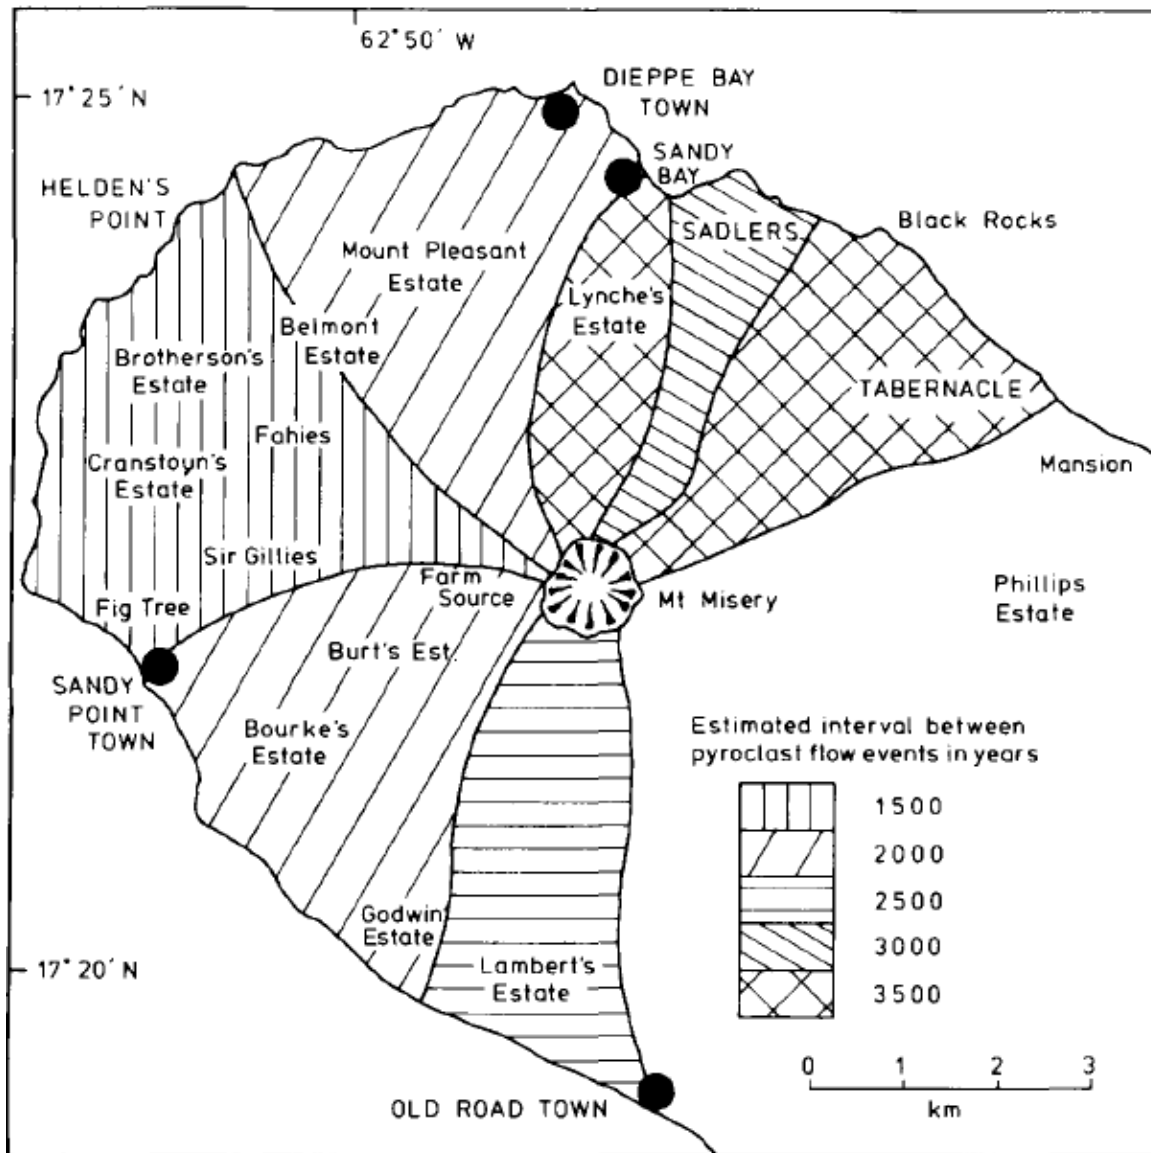 62°50´W
17°25´N
DIEPPE BAY
TOWN
SANDY
BAY
HELDEN'S
POINT
SADLERS
Black Rocks
Mount Pleasant
Estate
Lynche's
Estate
Belmont
Estate
Brotherson's
Estate
TABERNACLE
Fahies
Cranstoun's
Estate
Mansion
Sir Gillies
Farm
Source
Fig Tree
Mt Misery
Phillips
Estate
Burt's Est.
SANDY
POINT
TOWN
Bourke's
Estate
Estimated interval between
pyroclast flow events in years
1500
2000
2500
3000
3500
Godwin'
Estate
17°20´N
Lambert's
Estate
0 1 2 3
km
OLD ROAD TOWN